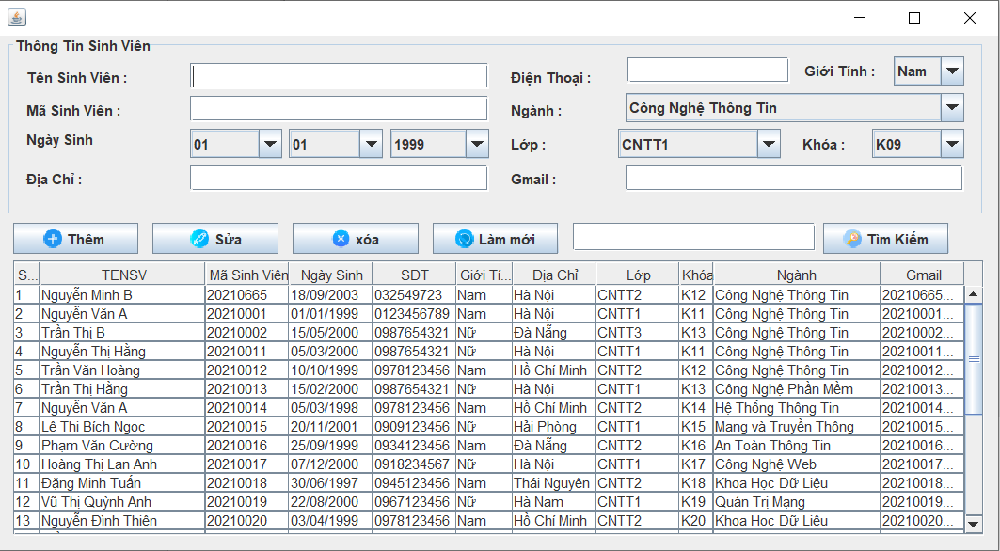 Thông Tin Sinh Viên
Tên Sinh Viên : Điện Thoại : Giới Tính : Nam
Mã Sinh Viên : Ngành : Công Nghệ Thông Tin
Ngày Sinh 01 01 1999 Lớp : CNTT1 Khóa : K09
Địa Chỉ : Gmail :
Thêm Sửa xóa Làm mới Tìm Kiếm
S... TENSV Mã Sinh Viên Ngày Sinh SĐT Giới Tí... Địa Chỉ Lớp Khóa Ngành Gmail
1 Nguyễn Minh B 20210665 18/09/2003 032549723 Nam Hà Nội CNTT2 K12 Công Nghệ Thông Tin 20210665...
2 Nguyễn Văn A 20210001 01/01/1999 0123456789 Nam Hà Nội CNTT1 K11 Công Nghệ Thông Tin 20210001...
3 Trần Thị B 20210002 15/05/2000 0987654321 Nữ Đà Nẵng CNTT3 K13 Công Nghệ Thông Tin 20210002...
4 Nguyễn Thị Hằng 20210011 05/03/2000 0987654321 Nữ Hà Nội CNTT1 K11 Công Nghệ Thông Tin 20210011...
5 Trần Văn Hoàng 20210012 10/10/1999 0978123456 Nam Hồ Chí Minh CNTT2 K12 Công Nghệ Thông Tin 20210012...
6 Trần Thị Hằng 20210013 15/02/2000 0987654321 Nữ Hà Nội CNTT1 K13 Công Nghệ Phần Mềm 20210013...
7 Nguyễn Văn A 20210014 05/03/1998 0978123456 Nam Hồ Chí Minh CNTT2 K14 Hệ Thống Thông Tin 20210014...
8 Lê Thị Bích Ngọc 20210015 20/11/2001 0909123456 Nữ Hải Phòng CNTT1 K15 Mạng và Truyền Thông 20210015...
9 Phạm Văn Cường 20210016 25/09/1999 0934123456 Nam Đà Nẵng CNTT2 K16 An Toàn Thông Tin 20210016...
10 Hoàng Thị Lan Anh 20210017 07/12/2000 0918234567 Nữ Hà Nội CNTT1 K17 Công Nghệ Web 20210017...
11 Đặng Minh Tuấn 20210018 30/06/1997 0945123456 Nam Thái Nguyên CNTT2 K18 Khoa Học Dữ Liệu 20210018...
12 Vũ Thị Quỳnh Anh 20210019 22/08/2000 0967123456 Nữ Hà Nam CNTT1 K19 Quản Trị Mạng 20210019...
13 Nguyễn Đình Thiên 20210020 03/04/1999 0978123456 Nam Hồ Chí Minh CNTT2 K20 Khoa Học Dữ Liệu 20210020...